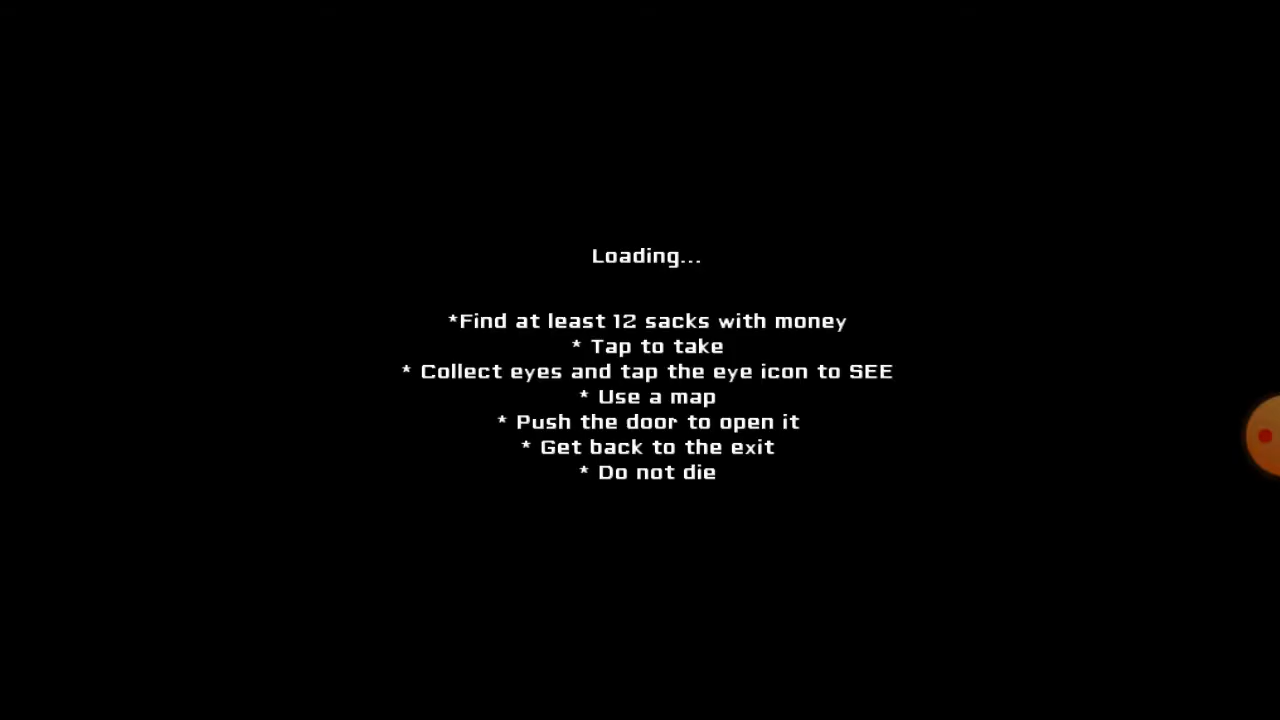 Loading...
*Find at least 12 sacks with money
* Tap to take
* Collect eyes and tap the eye icon to SEE
* Use a map
* Push the door to open it
* Get back to the exit
* Do not die